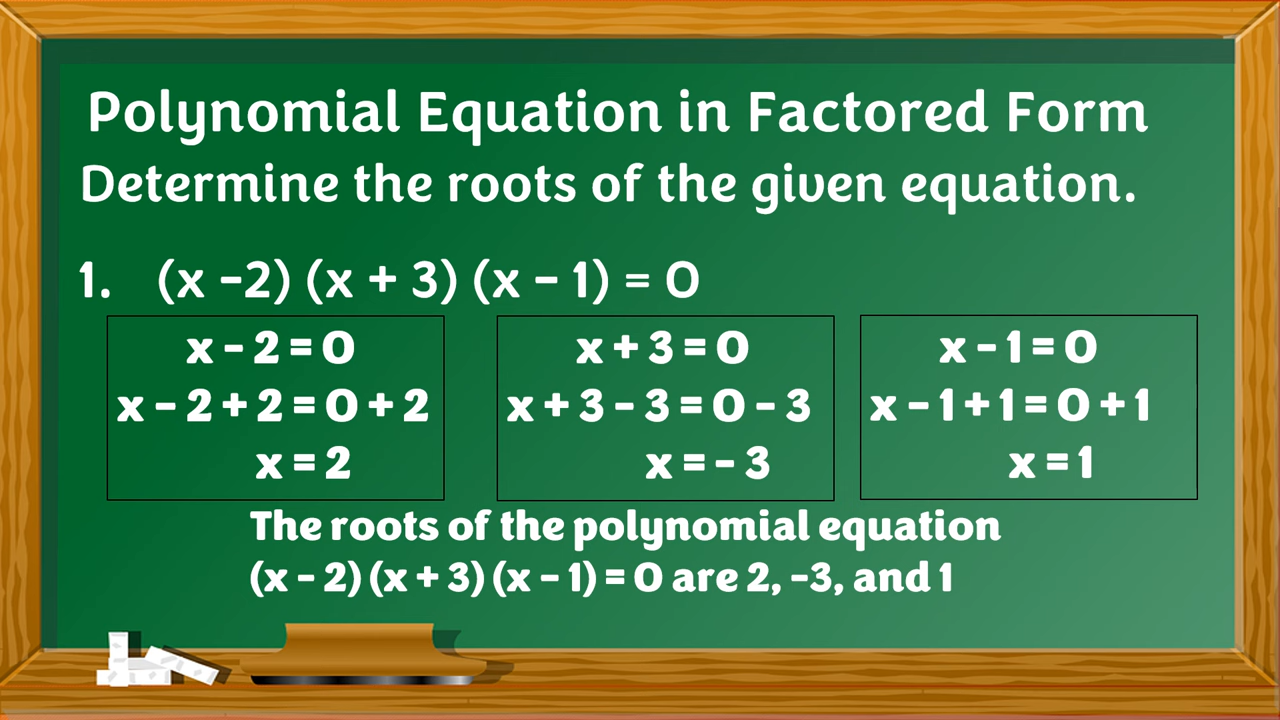 Polynomial Equation in Factored Form
Determine the roots of the given equation.
1. (x -2) (x + 3) (x - 1) = 0
x - 2 = 0
x - 2 + 2 = 0 + 2
x = 2
x + 3 = 0
x + 3 - 3 = 0 - 3
x = - 3
x - 1 = 0
x - 1 + 1 = 0 + 1
x = 1
The roots of the polynomial equation
(x - 2) (x + 3) (x - 1) = 0 are 2, -3, and 1